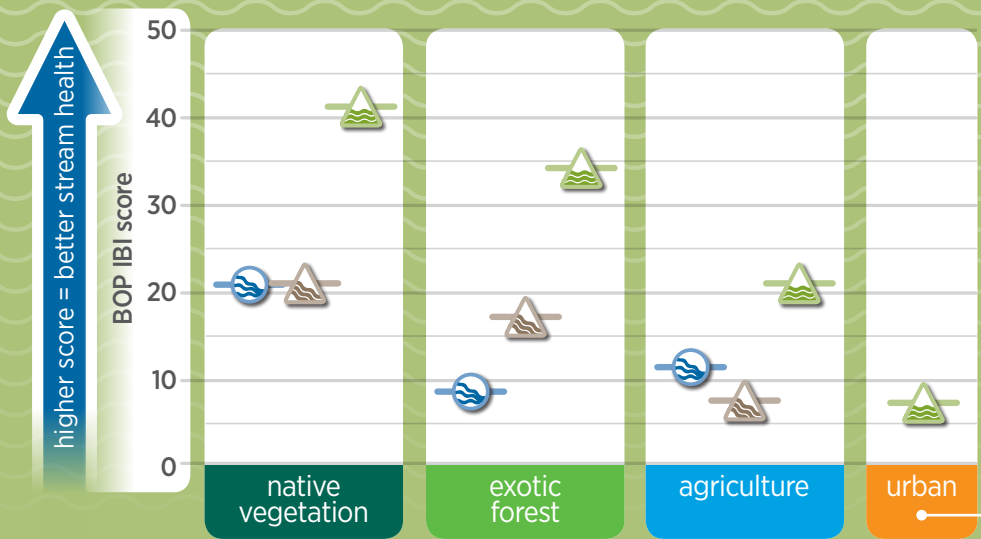 higher score = better stream health
BOP IBI score
50
40
30
20
10
0
native
vegetation
exotic
forest
agriculture
urban